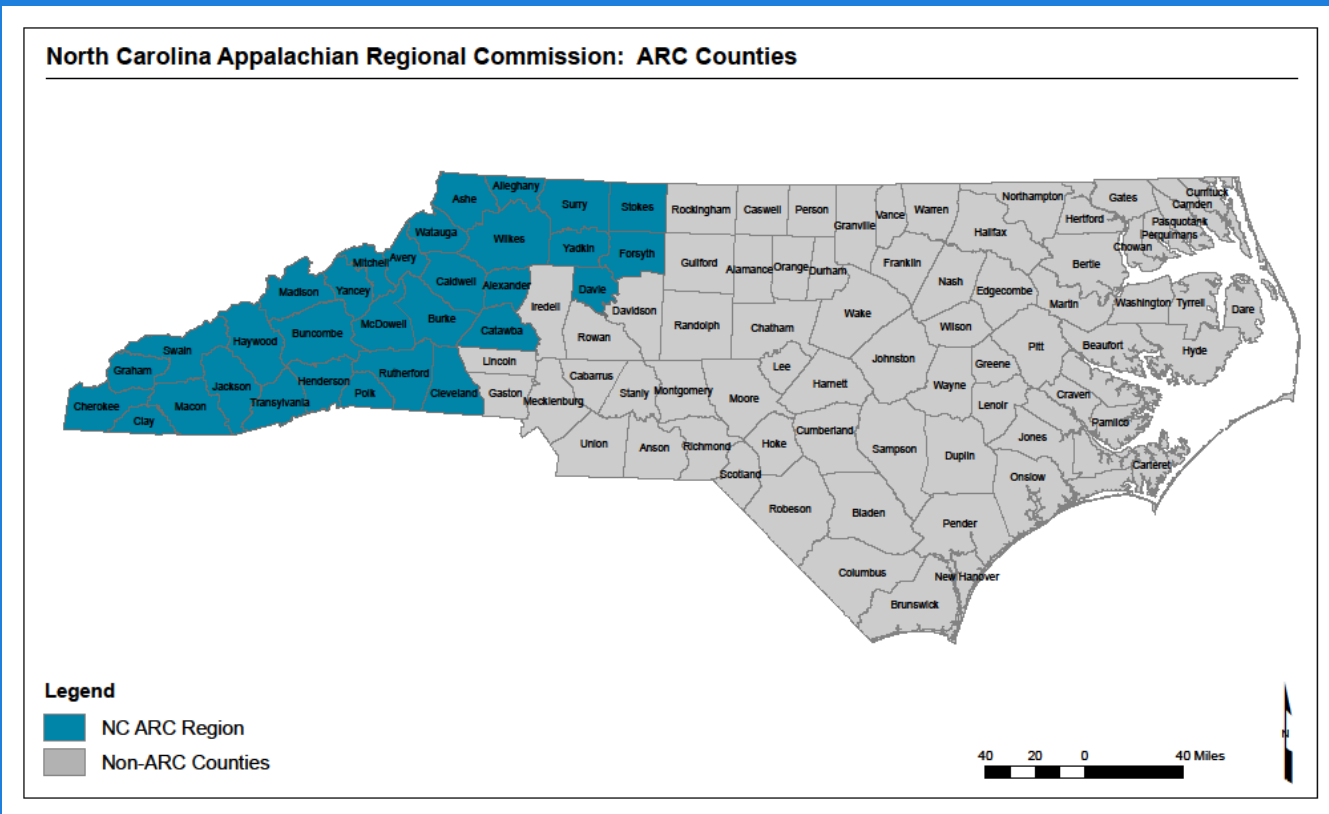 North Carolina Appalachian Regional Commission: ARC Counties
Alleghany
Ashe
Surry
Stokes
Rockingham
Caswell
Person
Granville
Vance
Warren
Northampton
Gates
Currituck
Camden
Pasquotank
Perquimans
Chowan
Hertford
Halifax
Watauga
Wilkes
Yadkin
Forsyth
Guilford
Alamance
Orange
Durham
Franklin
Nash
Edgecombe
Bertie
Martin
Washington
Tyrrell
Dare
Mitchell
Avery
Caldwell
Alexander
Iredell
Davie
Davidson
Randolph
Chatham
Wake
Wilson
Pitt
Beaufort
Hyde
Madison
Yancey
McDowell
Burke
Catawba
Rowan
Johnston
Greene
Swain
Haywood
Buncombe
Rutherford
Lincoln
Cabarrus
Stanly
Montgomery
Moore
Lee
Harnett
Wayne
Lenoir
Craven
Pamlico
Graham
Jackson
Henderson
Polk
Cleveland
Gaston
Mecklenburg
Cherokee
Clay
Macon
Transylvania
Union
Anson
Richmond
Scotland
Hoke
Cumberland
Sampson
Duplin
Jones
Onslow
Carteret
Robeson
Bladen
Pender
Columbus
New Hanover
Brunswick
Legend
NC ARC Region
Non-ARC Counties
40 20 0 40 Miles
N